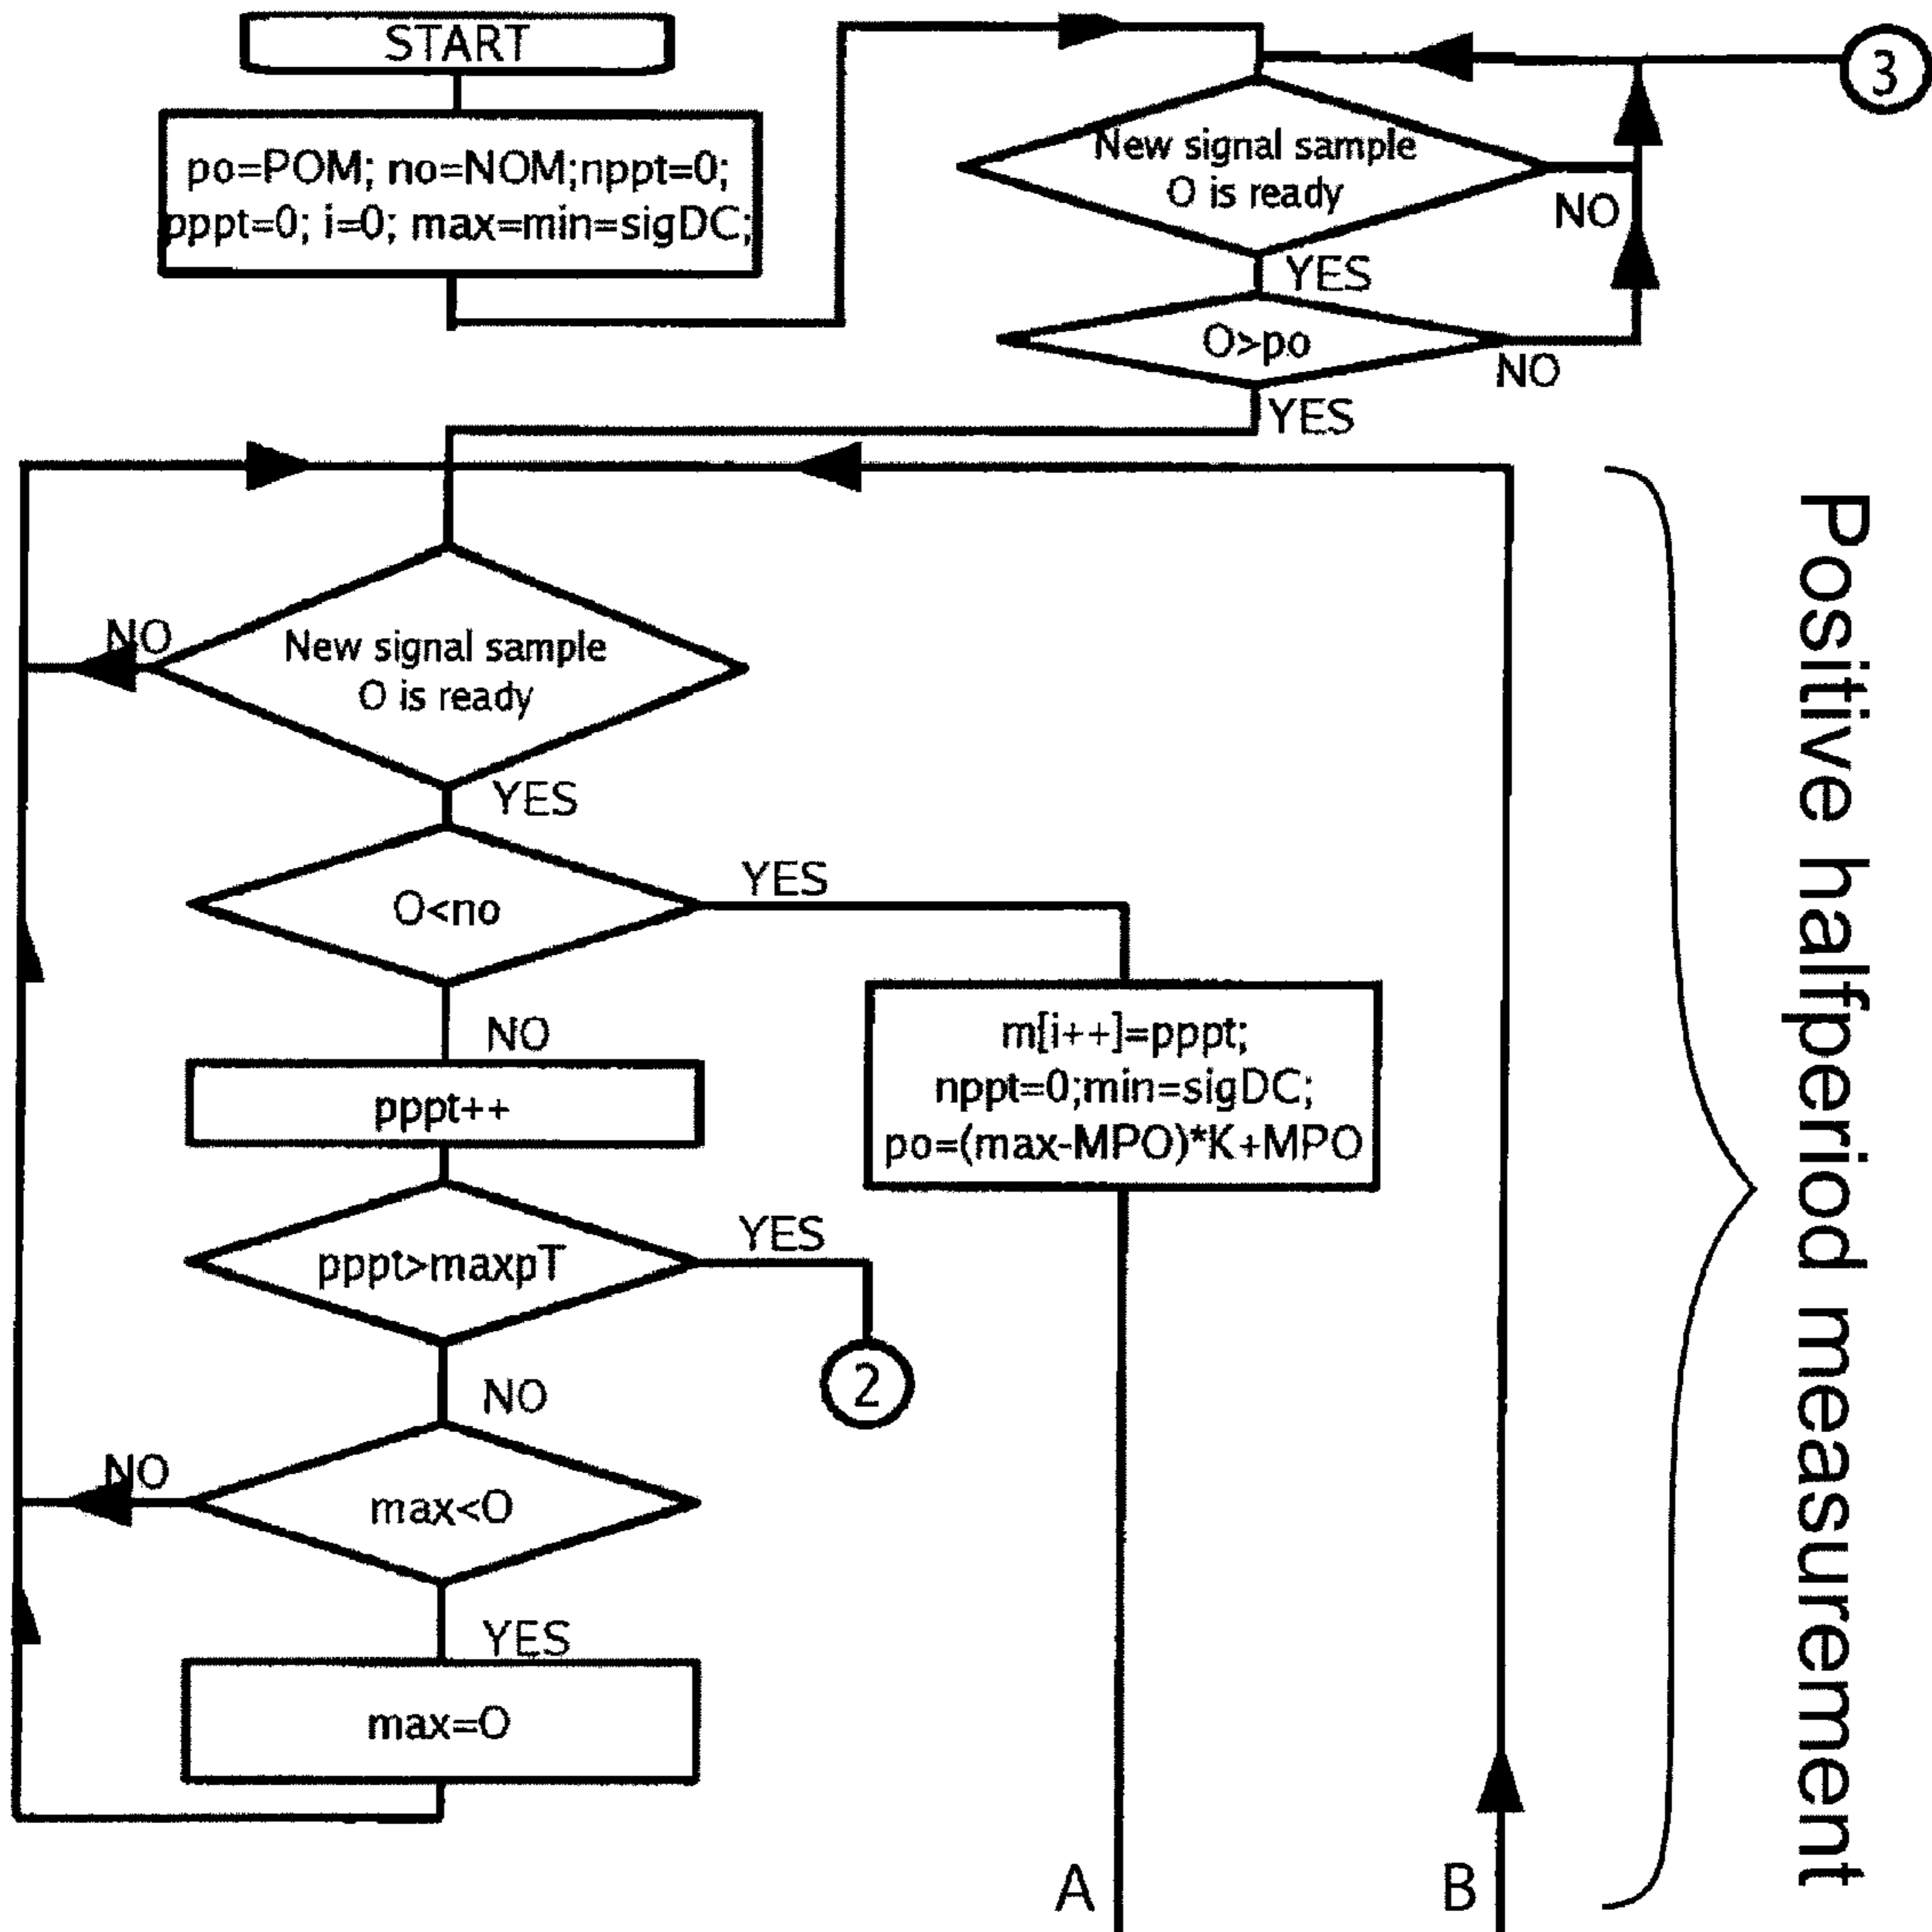 START
po=POM; no=NOM;nppt=0;
pppt=0; i=0; max=min=sigDC;
3
New signal sample
O is ready
NO
YES
O>po
NO
YES
New signal sample
O is ready
NO
YES
O<no
YES
NO
m[i++]=pppt;
nppt=0;min=sigDC;
po=(max-MPO)*K+MPO
pppt++
pppt>maxpT
YES
2
NO
max<O
NO
YES
max=O
A
B
Positive halfperiod measurement